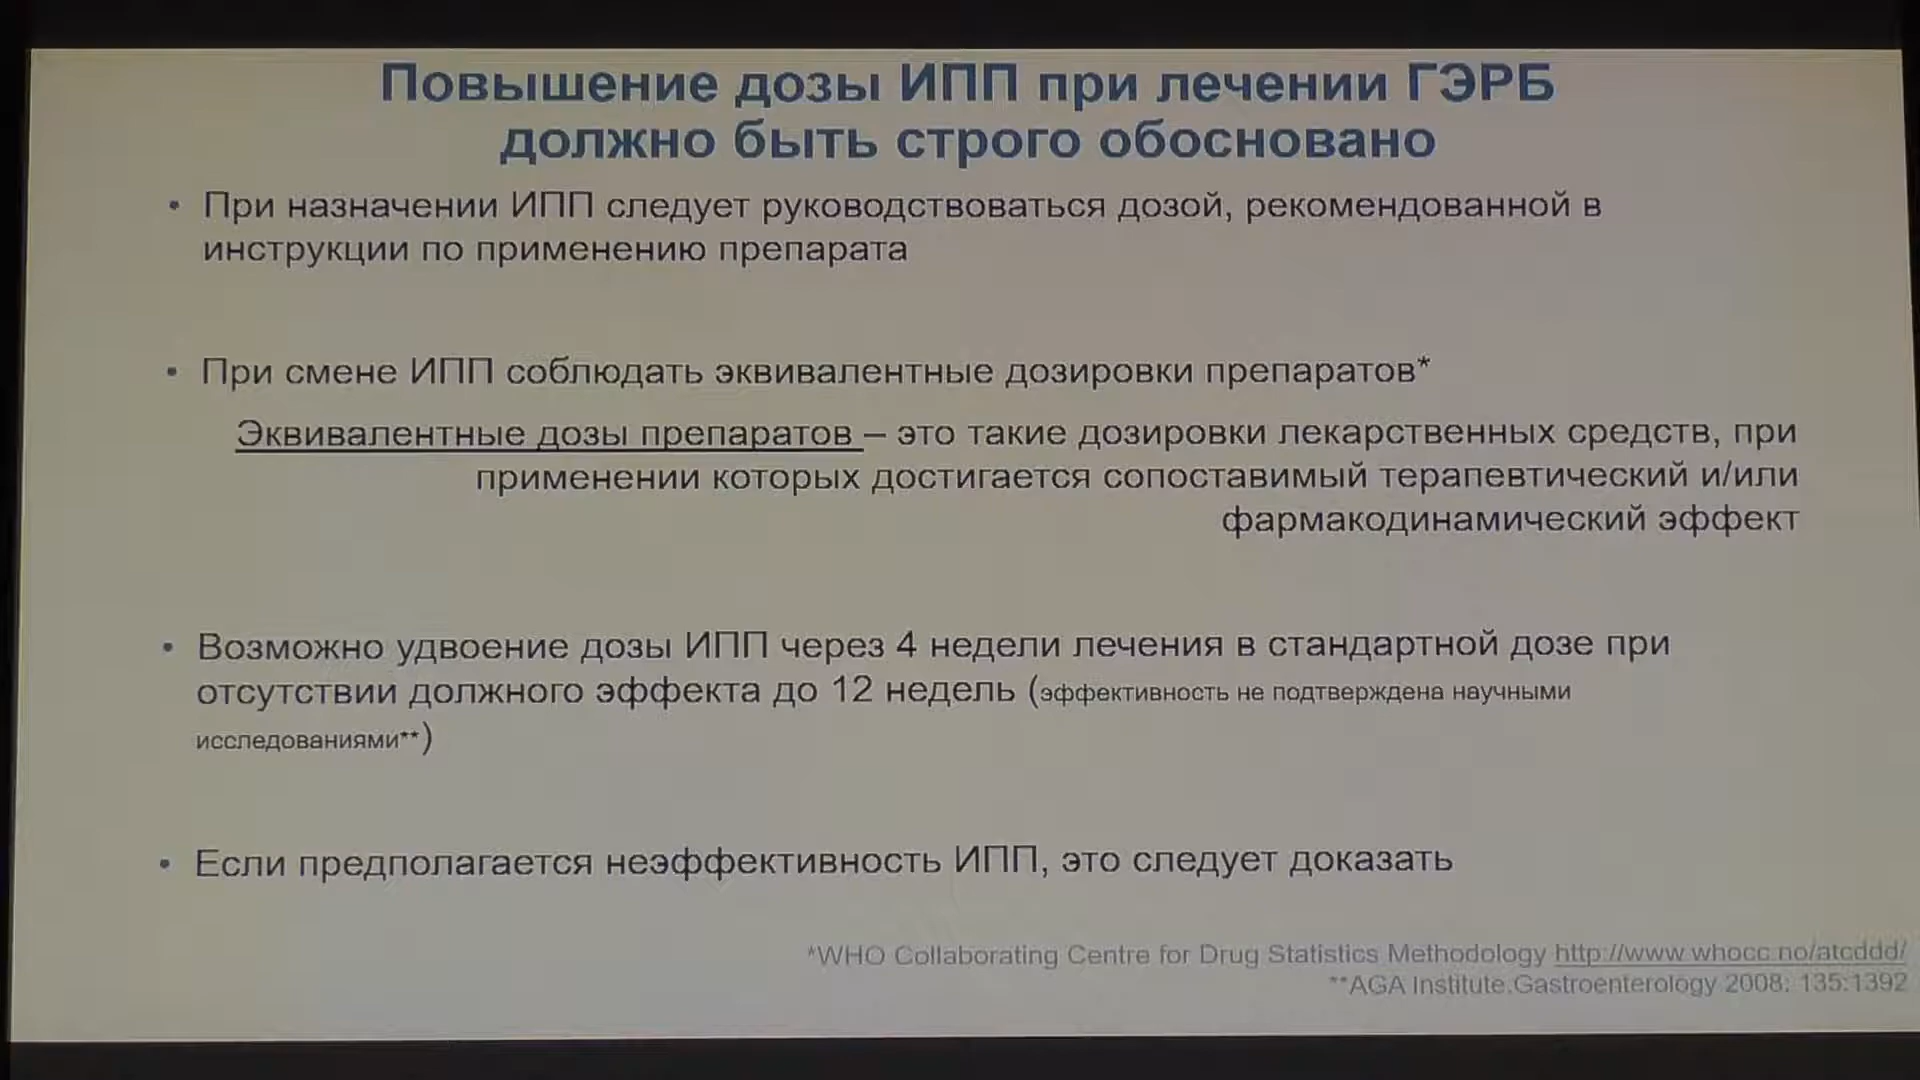 Повышение дозы ИПП при лечении ГЭРБ
должно быть строго обосновано
• При назначении ИПП следует руководствоваться дозой, рекомендованной в
инструкции по применению препарата
• При смене ИПП соблюдать эквивалентные дозировки препаратов*
Эквивалентные дозы препаратов – это такие дозировки лекарственных средств, при
применении которых достигается сопоставимый терапевтический и/или
фармакодинамический эффект
• Возможно удвоение дозы ИПП через 4 недели лечения в стандартной дозе при
отсутствии должного эффекта до 12 недель (эффективность не подтверждена научными
исследованиями**)
• Если предполагается неэффективность ИПП, это следует доказать
*WHO Collaborating Centre for Drug Statistics Methodology http://www.whocc.no/atcddd/
**AGA Institute.Gastroenterology 2008; 135:1392